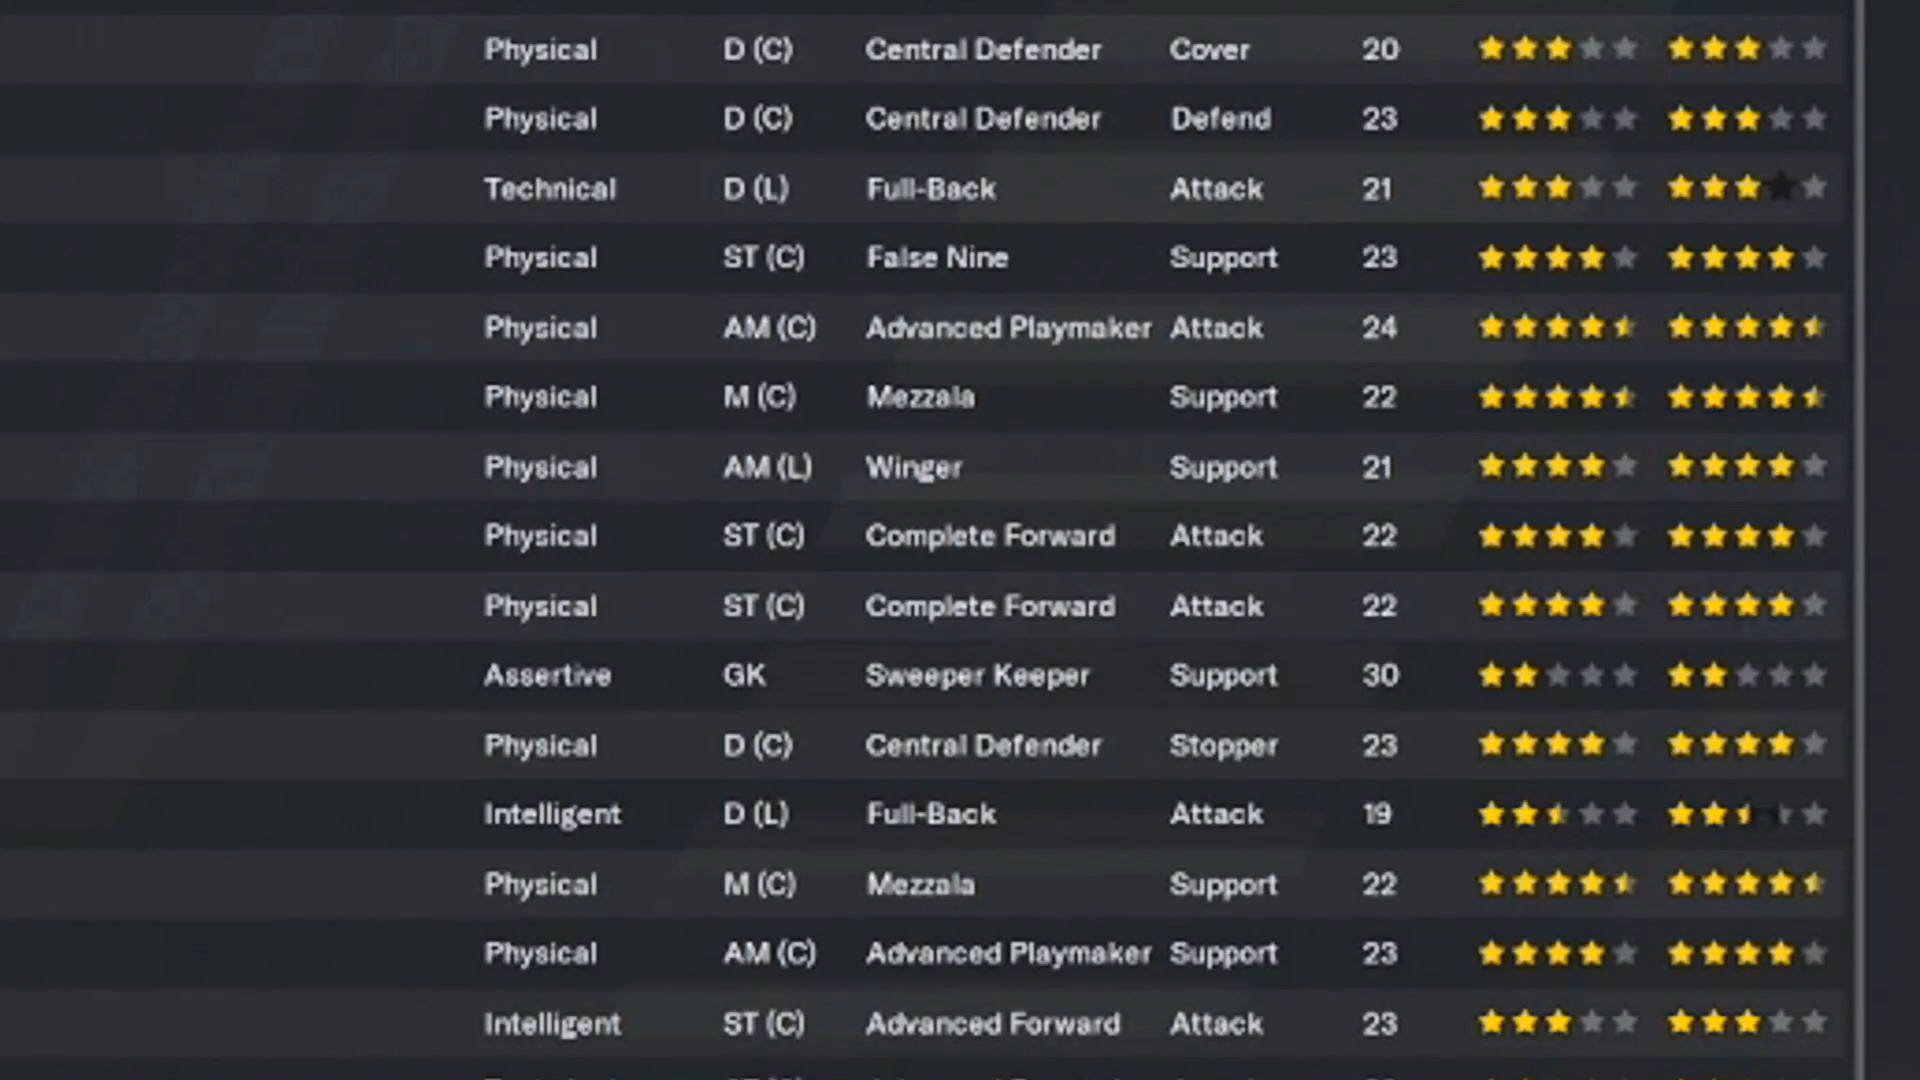 Physical D (C) Central Defender Cover 20
Physical D (C) Central Defender Defend 23
Technical D (L) Full-Back Attack 21
Physical ST (C) False Nine Support 23
Physical AM (C) Advanced Playmaker Attack 24
Physical M (C) Mezzala Support 22
Physical AM (L) Winger Support 21
Physical ST (C) Complete Forward Attack 22
Physical ST (C) Complete Forward Attack 22
Assertive GK Sweeper Keeper Support 30
Physical D (C) Central Defender Stopper 23
Intelligent D (L) Full-Back Attack 19
Physical M (C) Mezzala Support 22
Physical AM (C) Advanced Playmaker Support 23
Intelligent ST (C) Advanced Forward Attack 23